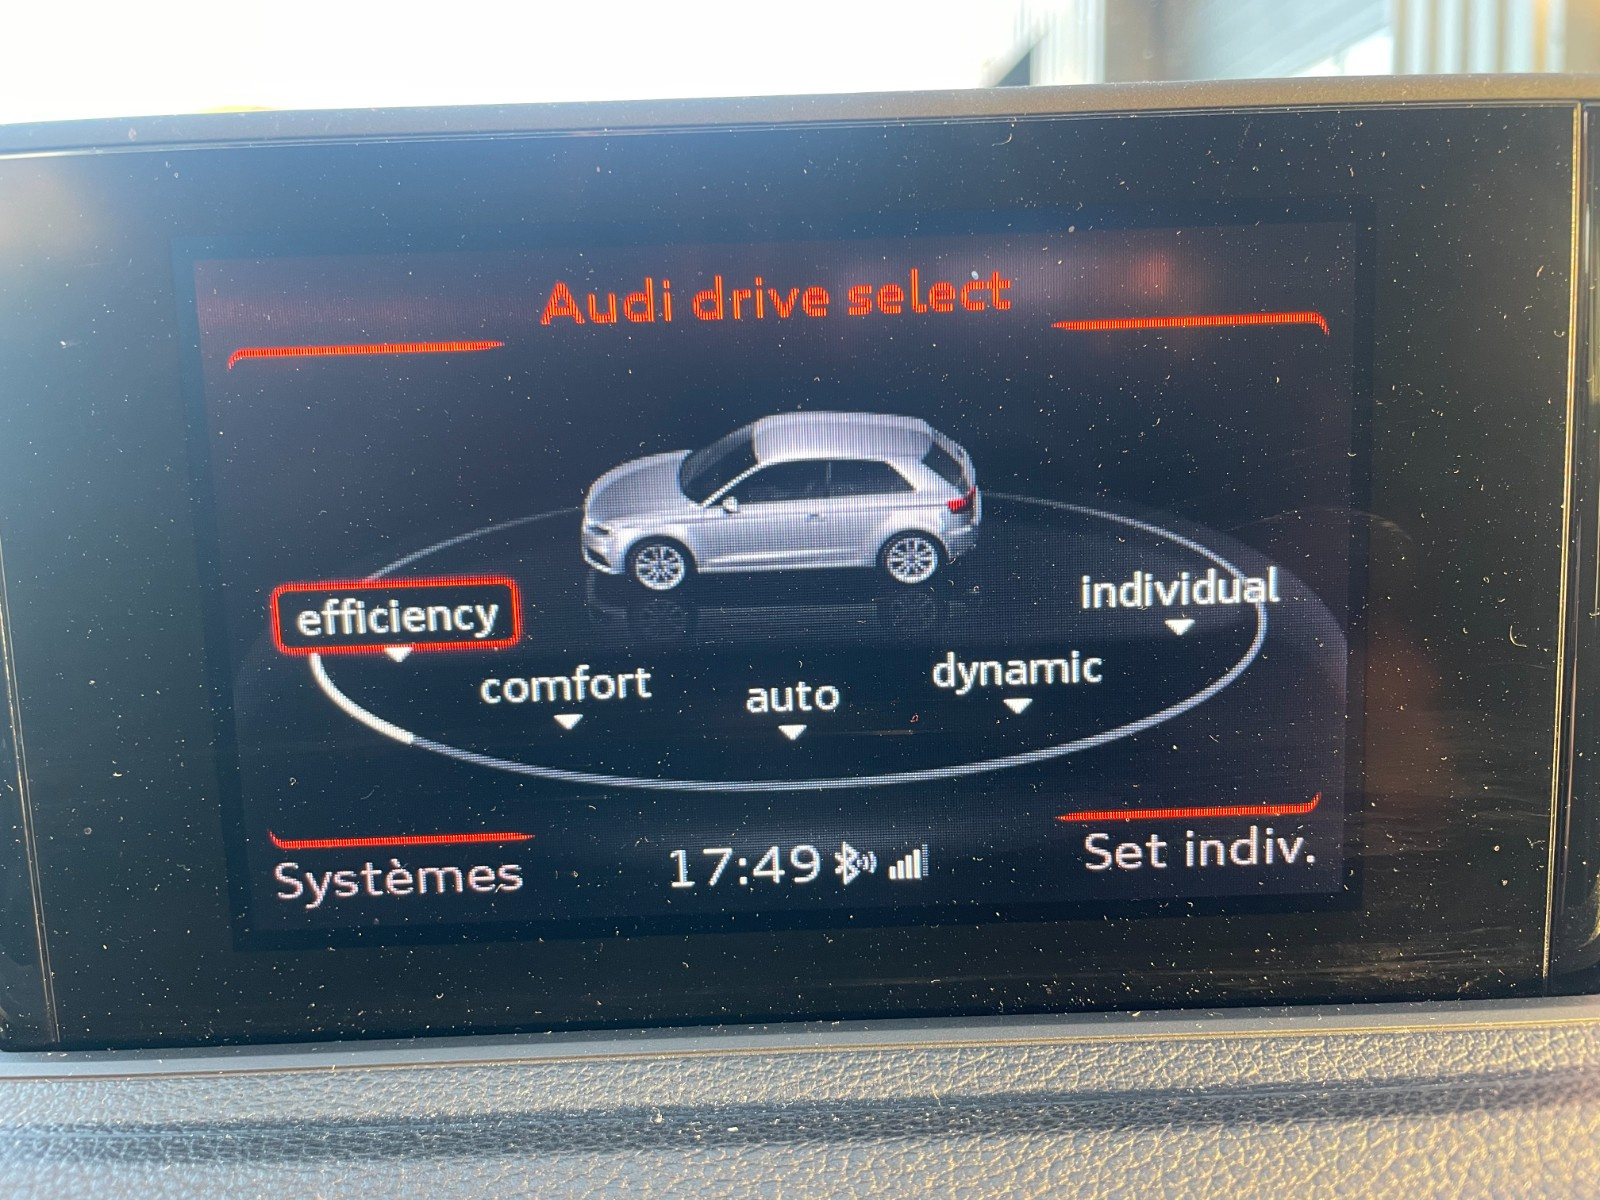 Audi drive select
efficiency
comfort
auto
dynamic
individual
Systèmes
17:49
Set indiv.